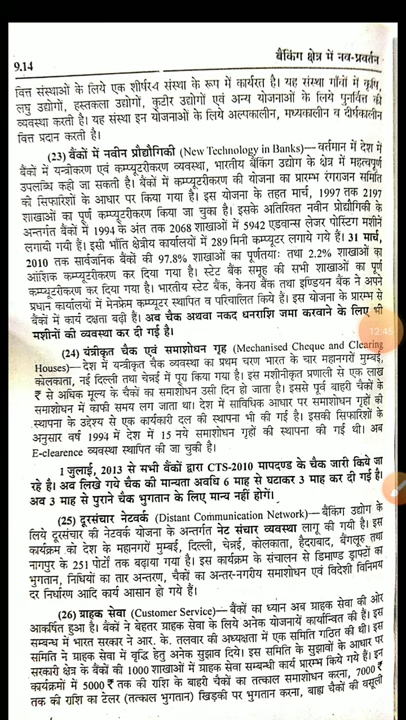 9.14
बैंकिंग क्षेत्र में नव-प्रवर्तन
वित्त संस्थाओं के लिये एक शीर्षस्थ संस्था के रूप में कार्यरत है। यह संस्था गाँवों में कृषि,
लघु उद्योगों, हस्तकला उद्योगों, कुटीर उद्योगों एवं अन्य योजनाओं के लिये पुनर्वित्त की
व्यवस्था करती है। यह संस्था इन योजनाओं के लिये अल्पकालीन, मध्यकालीन व दीर्घकालीन
वित्त प्रदान करती है।
(23) बैंकों में नवीन प्रौद्योगिकी (New Technology in Banks)—वर्तमान में देश में
बैंकों में यन्त्रीकरण एवं कम्प्यूटरीकरण व्यवस्था, भारतीय बैंकिंग उद्योग के क्षेत्र में महत्वपूर्ण
उपलब्धि कही जा सकती है। बैंकों में कम्प्यूटरीकरण की योजना का प्रारम्भ रंगराजन समिति
की सिफारिशों के आधार पर किया गया है। इस योजना के तहत मार्च, 1997 तक 2197
शाखाओं का पूर्ण कम्प्यूटरीकरण किया जा चुका है। इसके अतिरिक्त नवीन प्रौद्योगिकी के
अन्तर्गत बैंकों में 1994 के अंत तक 2068 शाखाओं में 5942 एडवान्स लेजर पोस्टिंग मशीनें
लगायी गयी हैं। इसी भाँति क्षेत्रीय कार्यालयों में 289 मिनी कम्प्यूटर लगाये गये हैं। 31 मार्च,
2010 तक सार्वजनिक बैंकों की 97.8% शाखाओं का पूर्णतयाः तथा 2.2% शाखाओं का
आंशिक कम्प्यूटरीकरण कर दिया गया है। स्टेट बैंक समूह की सभी शाखाओं का पूर्ण
कम्प्यूटरीकरण कर दिया गया है। भारतीय स्टेट बैंक, केनरा बैंक तथा इण्डियन बैंक ने अपने
प्रधान कार्यालयों में मेनफ्रेम कम्प्यूटर स्थापित व परिचालित किये हैं। इस योजना के प्रारम्भ से
बैंकों में कार्य दक्षता बढ़ी है। अब चैक अथवा नकद धनराशि जमा करवाने के लिए भी
मशीनों की व्यवस्था कर दी गई है।
12:45
(24) यंत्रीकृत चैक एवं समाशोधन गृह (Mechanised Cheque and Clearing
Houses)— देश में यन्त्रीकृत चैक व्यवस्था का प्रथम चरण भारत के चार महानगरों मुम्बई,
कोलकाता, नई दिल्ली तथा चेन्नई में पूरा किया गया है। इस मशीनीकृत प्रणाली से एक लाख
₹ से अधिक मूल्य के चैकों का समाशोधन उसी दिन हो जाता है। इससे पूर्व बाहरी चैकों के
समाशोधन में काफी समय लग जाता था। देश में साविधिक आधार पर समाशोधन गृहों की
स्थापना के उद्देश्य से एक कार्यकारी दल की स्थापना भी की गई है। इसकी सिफारिशों के
अनुसार वर्ष 1994 में देश में 15 नये समाशोधन गृहों की स्थापना की गई थी। अब
E-clearence व्यवस्था स्थापित की जा चुकी है।
1 जुलाई, 2013 से सभी बैंकों द्वारा CTS-2010 मापदण्ड के चैक जारी किये जा
रहे है। अब लिखे गये चैक की मान्यता अवधि 6 माह से घटाकर 3 माह कर दी गई है।
अब 3 माह से पुराने चैक भुगतान के लिए मान्य नहीं होगें।
(25) दूरसंचार नेटवर्क (Distant Communication Network)—बैंकिंग उद्योग के
लिये दूरसंचार की नेटवर्क योजना के अन्तर्गत नेट संचार व्यवस्था लागू की गयी है। इस
कार्यक्रम को देश के महानगरों मुम्बई, दिल्ली, चेन्नई, कोलकाता, हैदराबाद, बैंगलूरु तथा
नागपुर के 251 पोर्टो तक बढ़ाया गया है। इस कार्यक्रम के संचालन से डिमाण्ड ड्राफ्टों का
भुगतान, निधियों का तार अन्तरण, चैकों का अन्तर-नगरीय समाशोधन एवं विदेशी विनिमय
दर निर्धारण आदि कार्य आसान हो गये हैं।
(26) ग्राहक सेवा (Customer Service)—बैंकों का ध्यान अब ग्राहक सेवा की ओर
आकर्षित हुआ है। बैंकों ने बेहतर ग्राहक सेवा के लिये अनेक योजनायें कार्यान्वित की हैं। इस
सम्बन्ध में भारत सरकार ने आर. के. तलवार की अध्यक्षता में एक समिति गठित की थी। इस
समिति ने ग्राहक सेवा में वृद्धि हेतु अनेक सुझाव दिये। इस समिति के सुझावों के आधार पर
सरकारी क्षेत्र के बैंकों की 1000 शाखाओं में ग्राहक सेवा सम्बन्धी कार्य प्रारम्भ किये गये हैं। इन
कार्यक्रमों में 5000 ₹ तक की राशि के बाहरी चैकों का तत्काल समाशोधन करना, 7000 ₹
तक की राशि का टेलर (तत्काल भुगतान) खिड़की पर भुगतान करना, बाह्य चैकों की वसूली